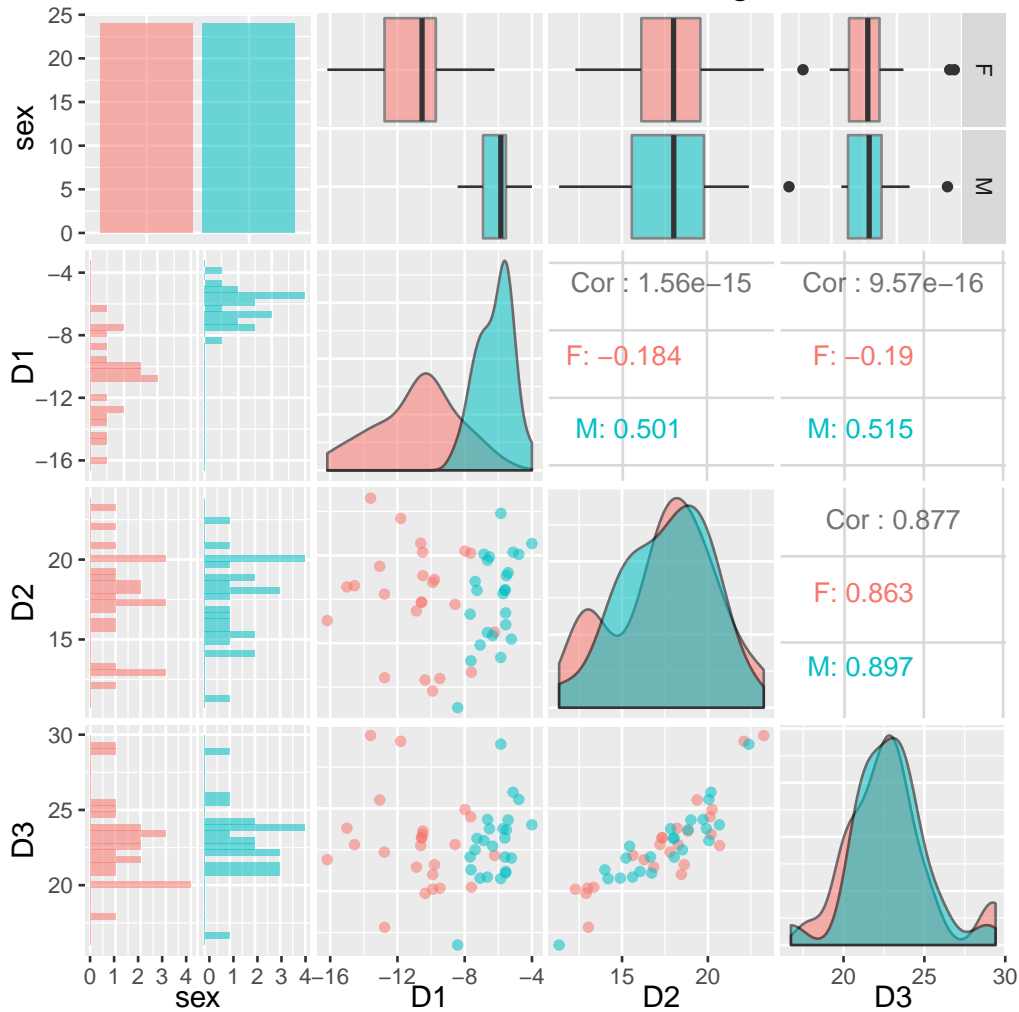 25
20
15
10
5
0
sex
F
M
−4
−8
−12
−16
D1
Cor : 1.56e−15
F: −0.184
M: 0.501
Cor : 9.57e−16
F: −0.19
M: 0.515
20
15
D2
Cor : 0.877
F: 0.863
M: 0.897
30
25
20
D3
0 1 2 3 4 0 1 2 3 4 −16 −12 −8 −4 15 20 20 25 30
sex D1 D2 D3